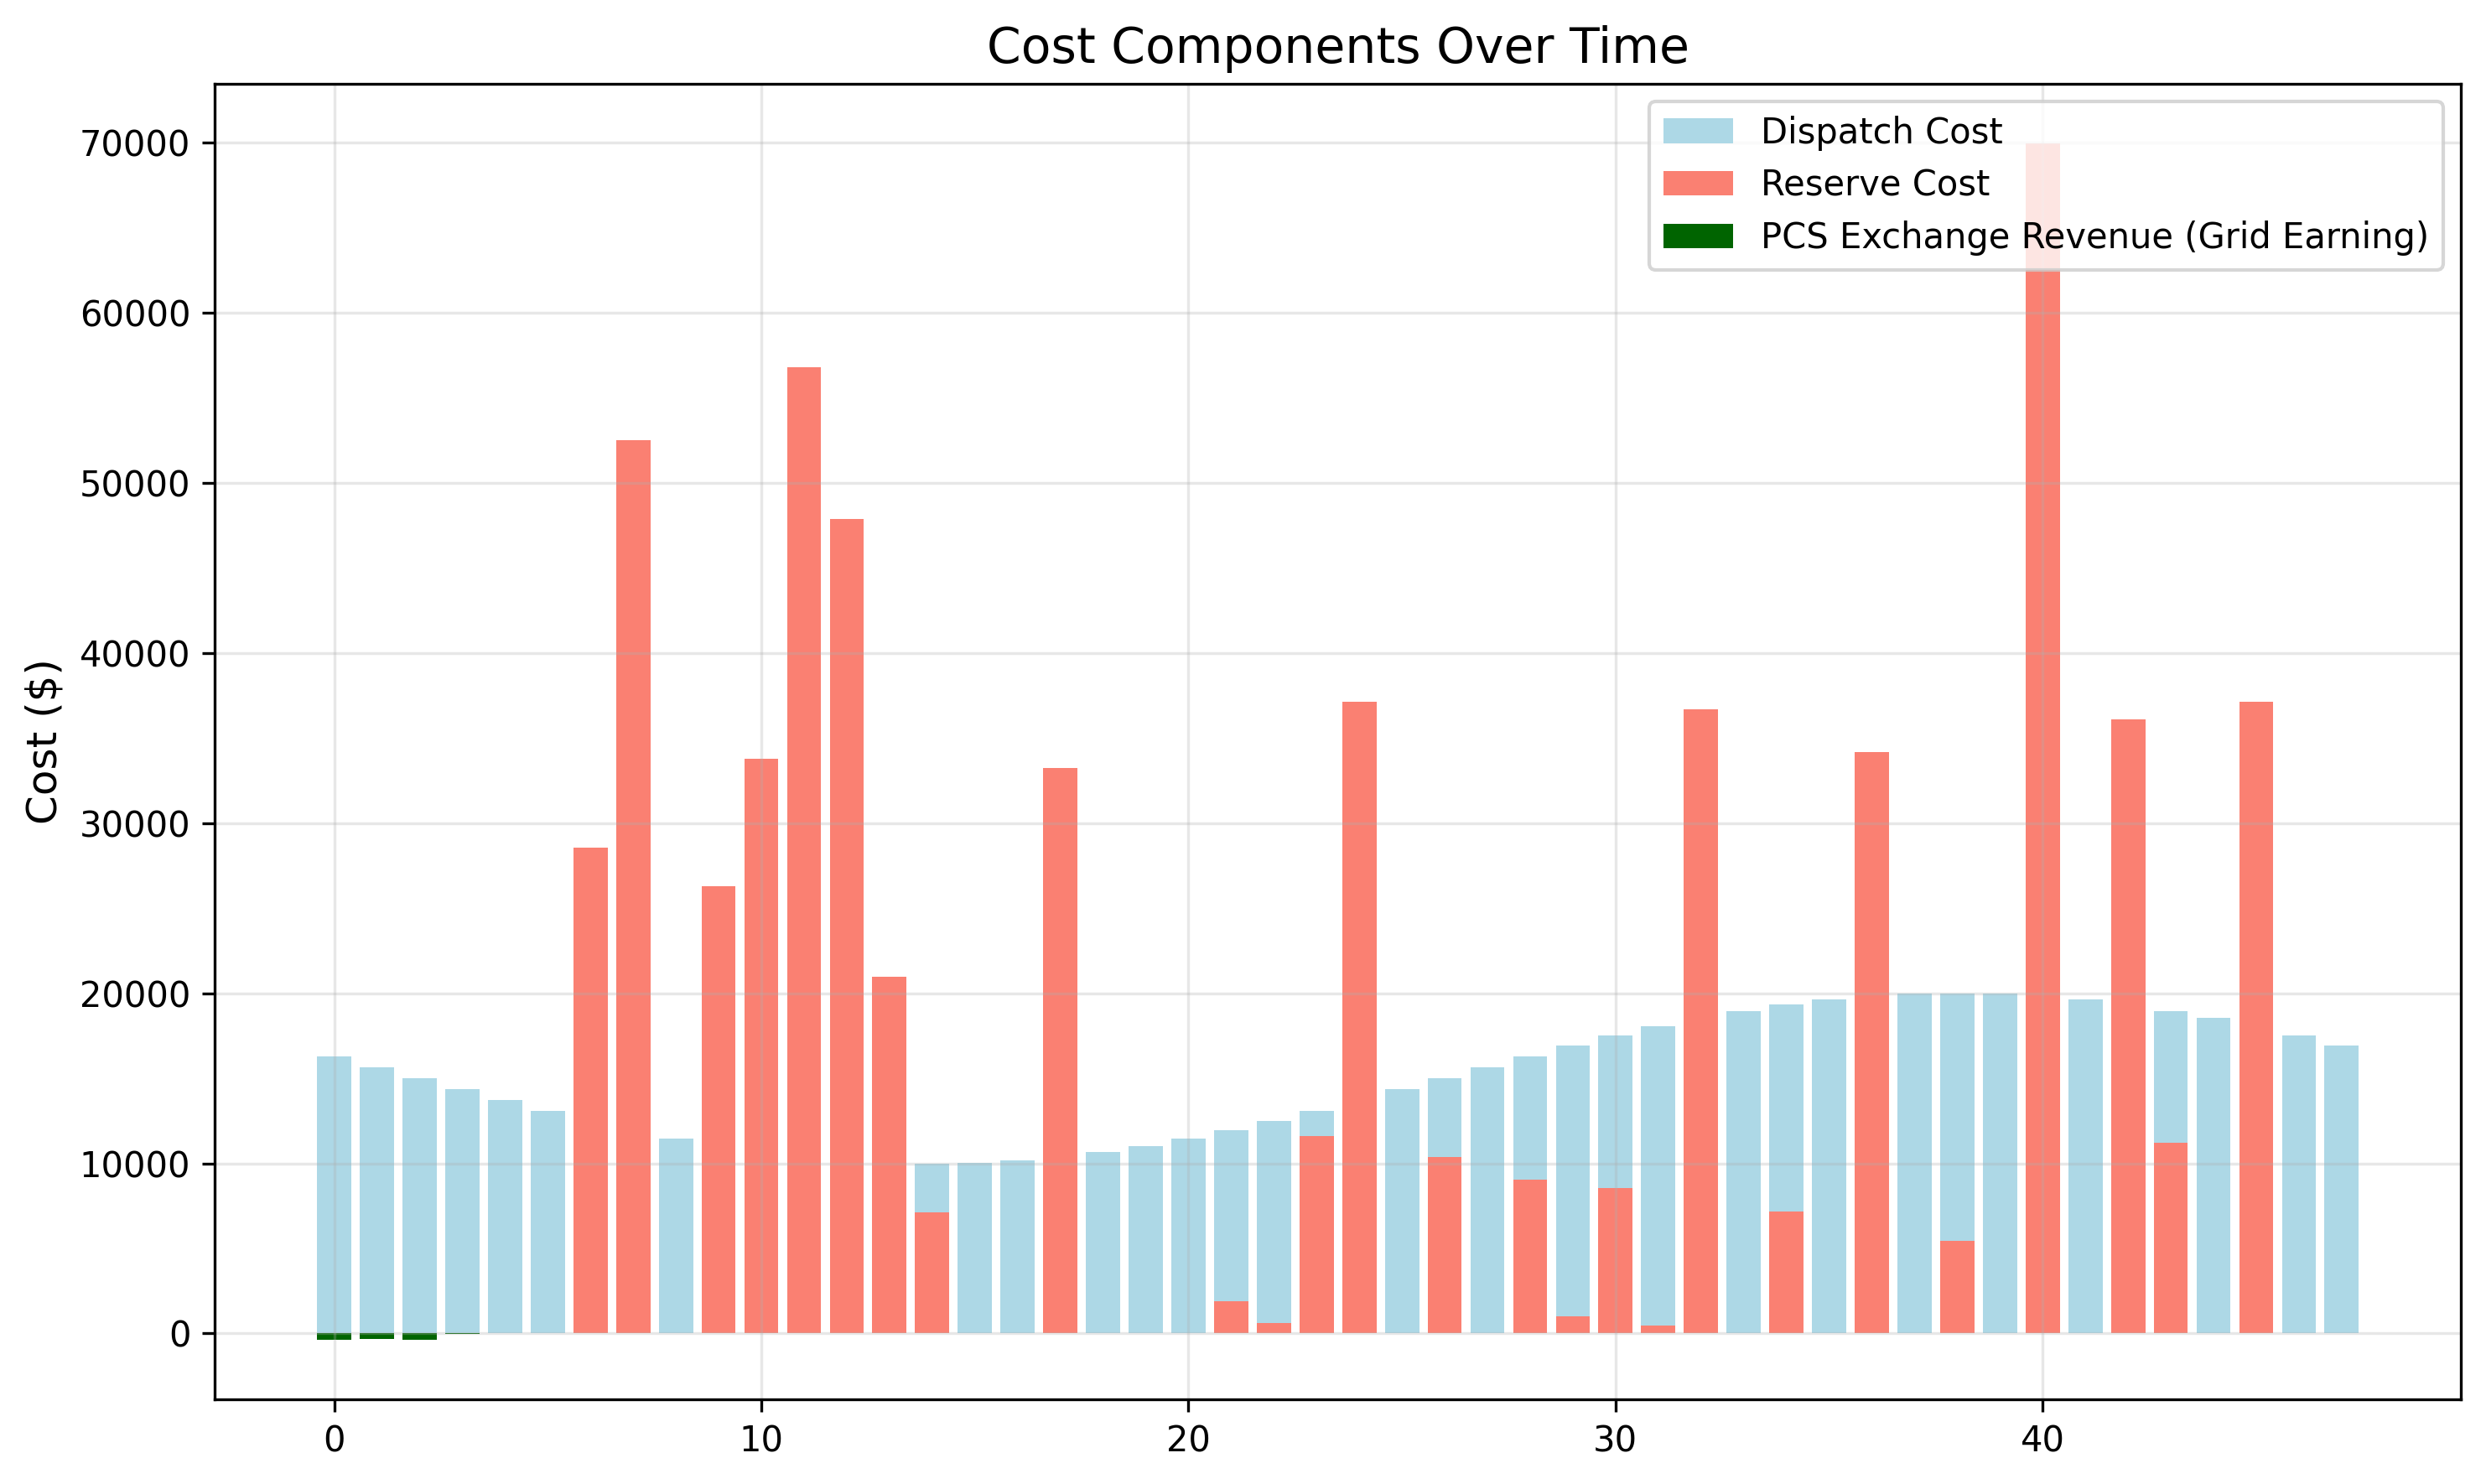 Cost Components Over Time
Dispatch Cost
Reserve Cost
PCS Exchange Revenue (Grid Earning)
Cost ($)
70000
60000
50000
40000
30000
20000
10000
0
0 10 20 30 40